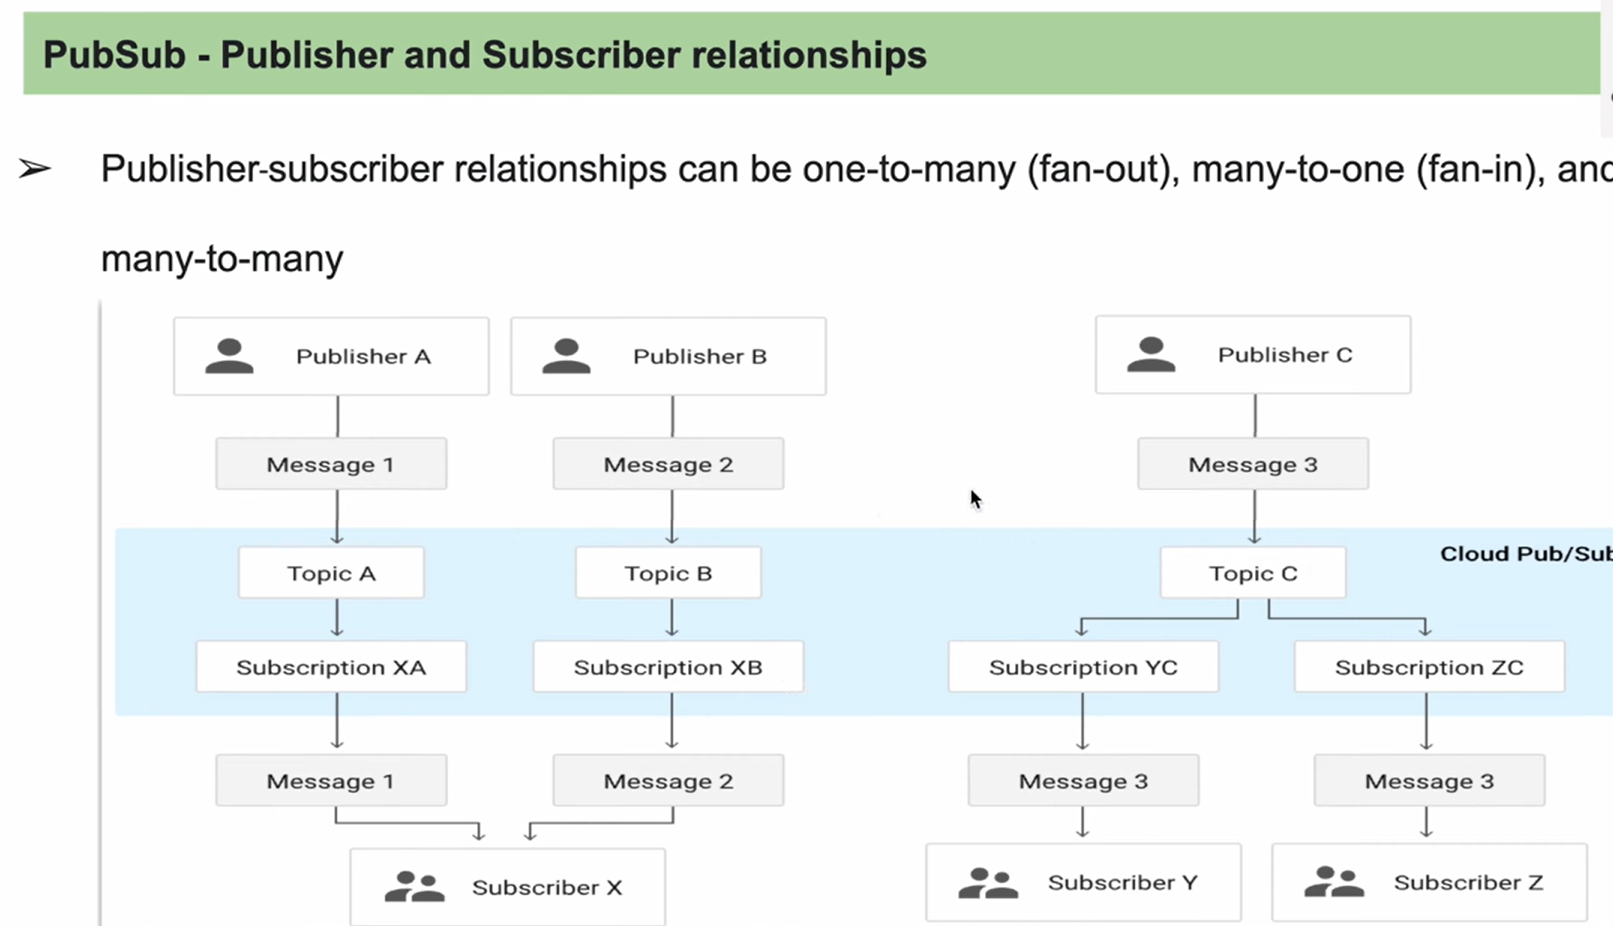 PubSub - Publisher and Subscriber relationships
➢ Publisher-subscriber relationships can be one-to-many (fan-out), many-to-one (fan-in), and
many-to-many
Publisher A
Publisher B
Publisher C
Message 1
Message 2
Message 3
Cloud Pub/Sub
Topic A
Topic B
Topic C
Subscription XA
Subscription XB
Subscription YC
Subscription ZC
Message 1
Message 2
Message 3
Message 3
Subscriber X
Subscriber Y
Subscriber Z